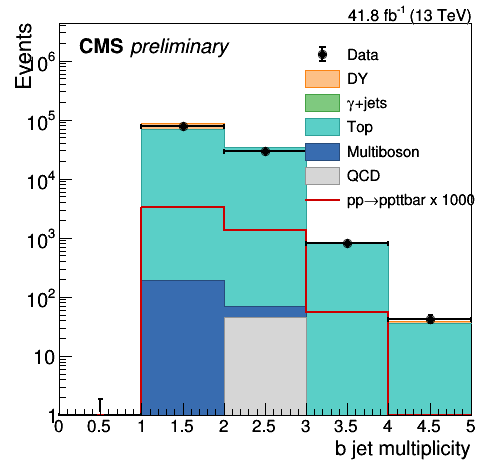 41.8 fb⁻¹ (13 TeV)
Events
CMS preliminary
Data
DY
γ+jets
Top
Multiboson
QCD
pp→ppttbar x 1000
10⁶
10⁵
10⁴
10³
10²
10
1
0 0.5 1 1.5 2 2.5 3 3.5 4 4.5 5
b jet multiplicity